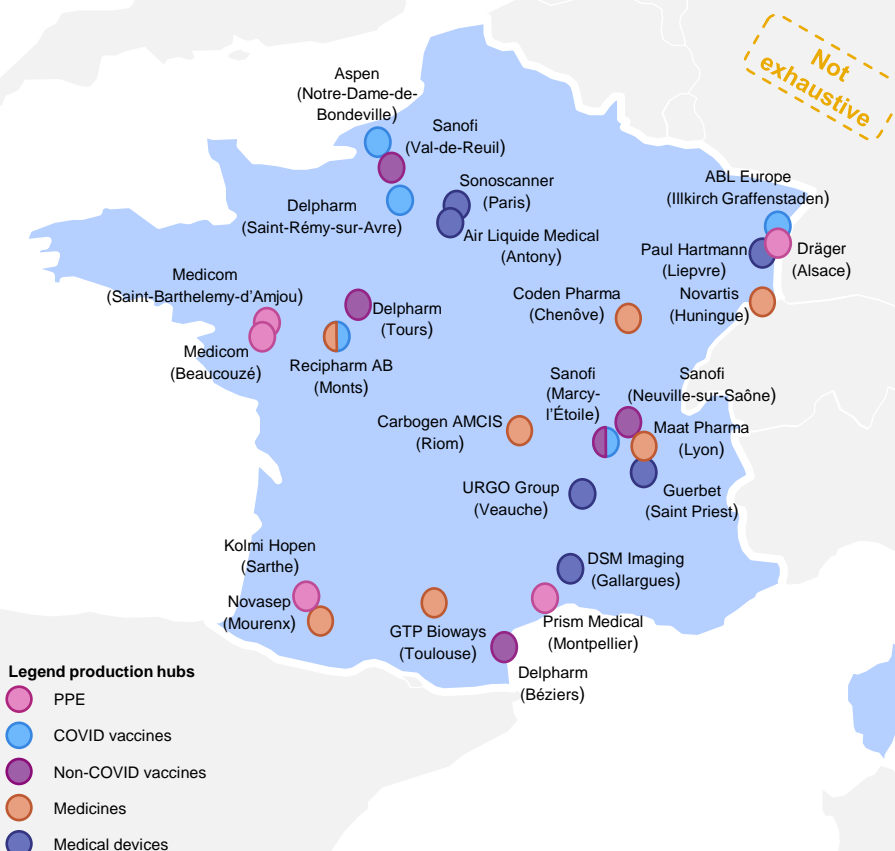 Not
exhaustive
Aspen
(Notre-Dame-de-
Bondeville)
Sanofi
(Val-de-Reuil)
Sonoscanner
(Paris)
Delpharm
(Saint-Rémy-sur-Avre)
Air Liquide Medical
(Antony)
ABL Europe
(Illkirch Graffenstaden)
Paul Hartmann
(Liepvre)
Dräger
(Alsace)
Medicom
(Saint-Barthelemy-d'Amjou)
Delpharm
(Tours)
Coden Pharma
(Chenôve)
Novartis
(Huningue)
Medicom
(Beaucouzé)
Recipharm AB
(Monts)
Sanofi
(Marcy-
l'Étoile)
Sanofi
(Neuville-sur-Saône)
Carbogen AMCIS
(Riom)
Maat Pharma
(Lyon)
URGO Group
(Veauche)
Guerbet
(Saint Priest)
Kolmi Hopen
(Sarthe)
DSM Imaging
(Gallargues)
Novasep
(Mourenx)
GTP Bioways
(Toulouse)
Prism Medical
(Montpellier)
Delpharm
(Béziers)
Legend production hubs
PPE
COVID vaccines
Non-COVID vaccines
Medicines
Medical devices